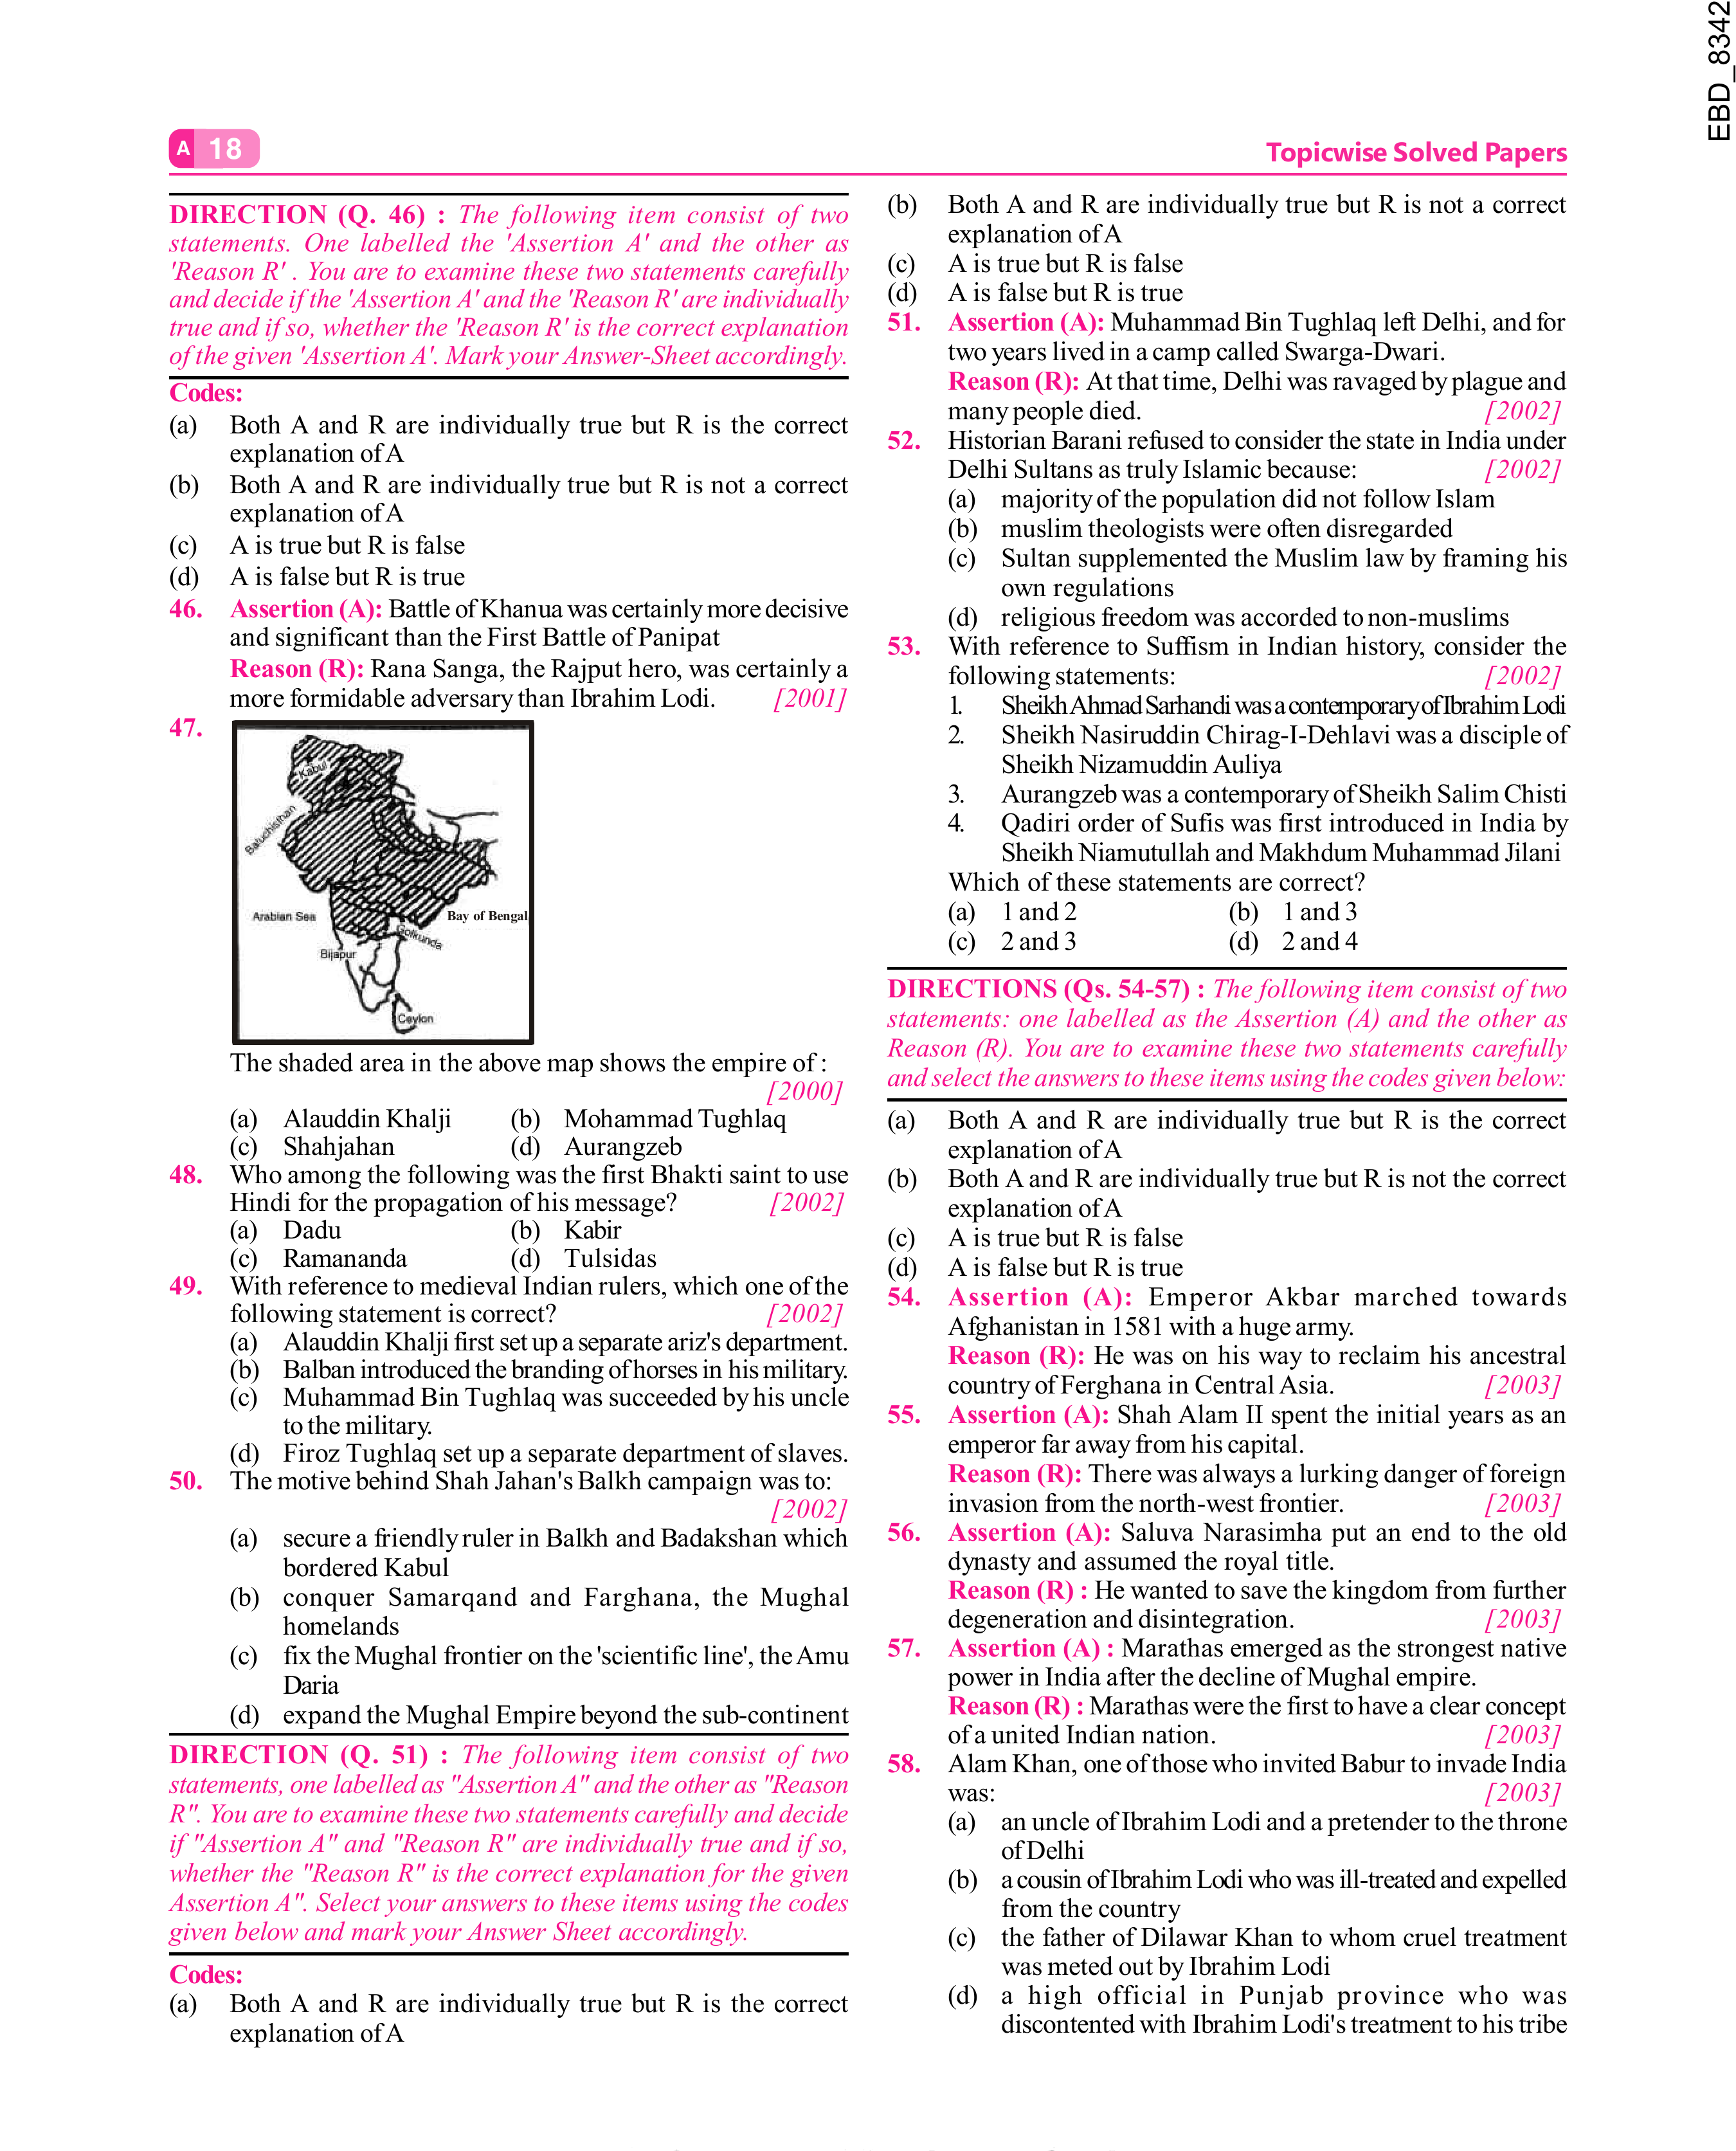 EBD_8342
A 18
Topicwise Solved Papers
DIRECTION (Q. 46) : The following item consist of two
statements. One labelled the 'Assertion A' and the other as
'Reason R' . You are to examine these two statements carefully
and decide if the 'Assertion A' and the 'Reason R' are individually
true and if so, whether the 'Reason R' is the correct explanation
of the given 'Assertion A'. Mark your Answer-Sheet accordingly.
Codes:
(a) Both A and R are individually true but R is the correct
explanation of A
(b) Both A and R are individually true but R is not a correct
explanation of A
(c) A is true but R is false
(d) A is false but R is true
46. Assertion (A): Battle of Khanua was certainly more decisive
and significant than the First Battle of Panipat
Reason (R): Rana Sanga, the Rajput hero, was certainly a
more formidable adversary than Ibrahim Lodi. [2001]
47.
Kabul
Baluchisthan
Arabian Sea
Bay of Bengal
Golkunda
Bijapur
Ceylon
The shaded area in the above map shows the empire of :
[2000]
(a) Alauddin Khalji (b) Mohammad Tughlaq
(c) Shahjahan (d) Aurangzeb
48. Who among the following was the first Bhakti saint to use
Hindi for the propagation of his message? [2002]
(a) Dadu (b) Kabir
(c) Ramananda (d) Tulsidas
49. With reference to medieval Indian rulers, which one of the
following statement is correct? [2002]
(a) Alauddin Khalji first set up a separate ariz's department.
(b) Balban introduced the branding of horses in his military.
(c) Muhammad Bin Tughlaq was succeeded by his uncle
to the military.
(d) Firoz Tughlaq set up a separate department of slaves.
50. The motive behind Shah Jahan's Balkh campaign was to:
[2002]
(a) secure a friendly ruler in Balkh and Badakshan which
bordered Kabul
(b) conquer Samarqand and Farghana, the Mughal
homelands
(c) fix the Mughal frontier on the 'scientific line', the Amu
Daria
(d) expand the Mughal Empire beyond the sub-continent
DIRECTION (Q. 51) : The following item consist of two
statements, one labelled as "Assertion A" and the other as "Reason
R". You are to examine these two statements carefully and decide
if "Assertion A" and "Reason R" are individually true and if so,
whether the "Reason R" is the correct explanation for the given
Assertion A". Select your answers to these items using the codes
given below and mark your Answer Sheet accordingly.
Codes:
(a) Both A and R are individually true but R is the correct
explanation of A
(b) Both A and R are individually true but R is not a correct
explanation of A
(c) A is true but R is false
(d) A is false but R is true
51. Assertion (A): Muhammad Bin Tughlaq left Delhi, and for
two years lived in a camp called Swarga-Dwari.
Reason (R): At that time, Delhi was ravaged by plague and
many people died. [2002]
52. Historian Barani refused to consider the state in India under
Delhi Sultans as truly Islamic because: [2002]
(a) majority of the population did not follow Islam
(b) muslim theologists were often disregarded
(c) Sultan supplemented the Muslim law by framing his
own regulations
(d) religious freedom was accorded to non-muslims
53. With reference to Suffism in Indian history, consider the
following statements: [2002]
1. Sheikh Ahmad Sarhandi was a contemporary of Ibrahim Lodi
2. Sheikh Nasiruddin Chirag-I-Dehlavi was a disciple of
Sheikh Nizamuddin Auliya
3. Aurangzeb was a contemporary of Sheikh Salim Chisti
4. Qadiri order of Sufis was first introduced in India by
Sheikh Niamutullah and Makhdum Muhammad Jilani
Which of these statements are correct?
(a) 1 and 2 (b) 1 and 3
(c) 2 and 3 (d) 2 and 4
DIRECTIONS (Qs. 54-57) : The following item consist of two
statements: one labelled as the Assertion (A) and the other as
Reason (R). You are to examine these two statements carefully
and select the answers to these items using the codes given below:
(a) Both A and R are individually true but R is the correct
explanation of A
(b) Both A and R are individually true but R is not the correct
explanation of A
(c) A is true but R is false
(d) A is false but R is true
54. Assertion (A): Emperor Akbar marched towards
Afghanistan in 1581 with a huge army.
Reason (R): He was on his way to reclaim his ancestral
country of Ferghana in Central Asia. [2003]
55. Assertion (A): Shah Alam II spent the initial years as an
emperor far away from his capital.
Reason (R): There was always a lurking danger of foreign
invasion from the north-west frontier. [2003]
56. Assertion (A): Saluva Narasimha put an end to the old
dynasty and assumed the royal title.
Reason (R) : He wanted to save the kingdom from further
degeneration and disintegration. [2003]
57. Assertion (A) : Marathas emerged as the strongest native
power in India after the decline of Mughal empire.
Reason (R) : Marathas were the first to have a clear concept
of a united Indian nation. [2003]
58. Alam Khan, one of those who invited Babur to invade India
was: [2003]
(a) an uncle of Ibrahim Lodi and a pretender to the throne
of Delhi
(b) a cousin of Ibrahim Lodi who was ill-treated and expelled
from the country
(c) the father of Dilawar Khan to whom cruel treatment
was meted out by Ibrahim Lodi
(d) a high official in Punjab province who was
discontented with Ibrahim Lodi's treatment to his tribe